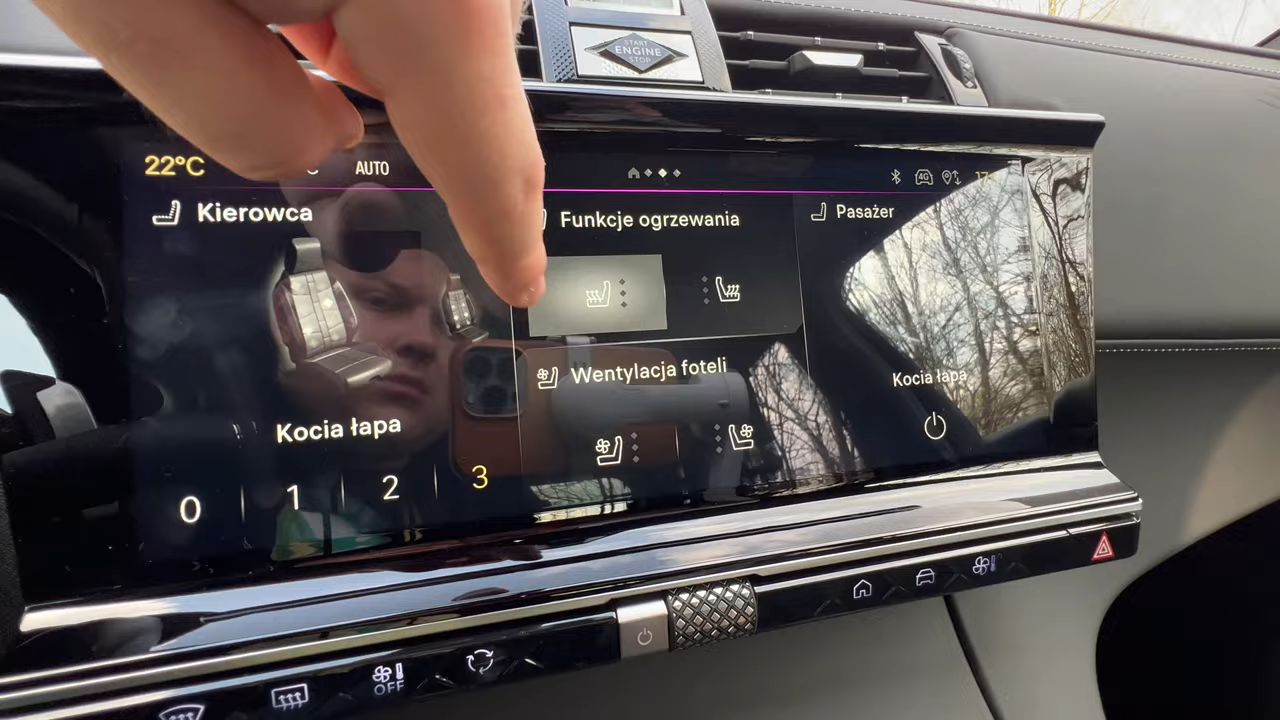 START
ENGINE
STOP
22°C
AUTO
4G
Kierowca
Funkcje ogrzewania
Pasażer
Wentylacja foteli
Kocia łapa
Kocia łapa
0 1 2 3
OFF